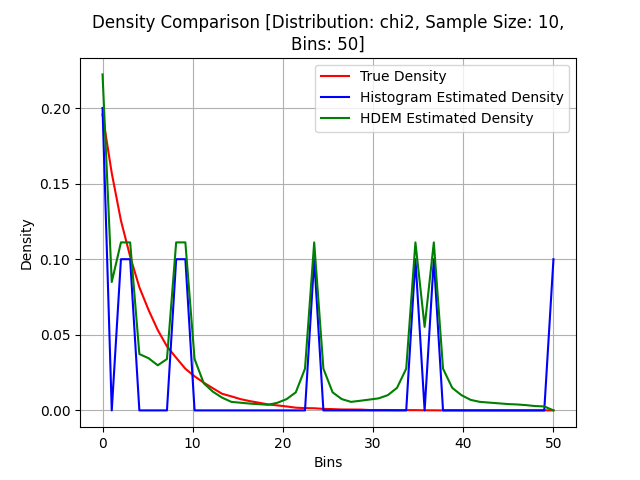 Density Comparison [Distribution: chi2, Sample Size: 10,
Bins: 50]
True Density
Histogram Estimated Density
HDEM Estimated Density
Density
0.20
0.15
0.10
0.05
0.00
0 10 20 30 40 50
Bins